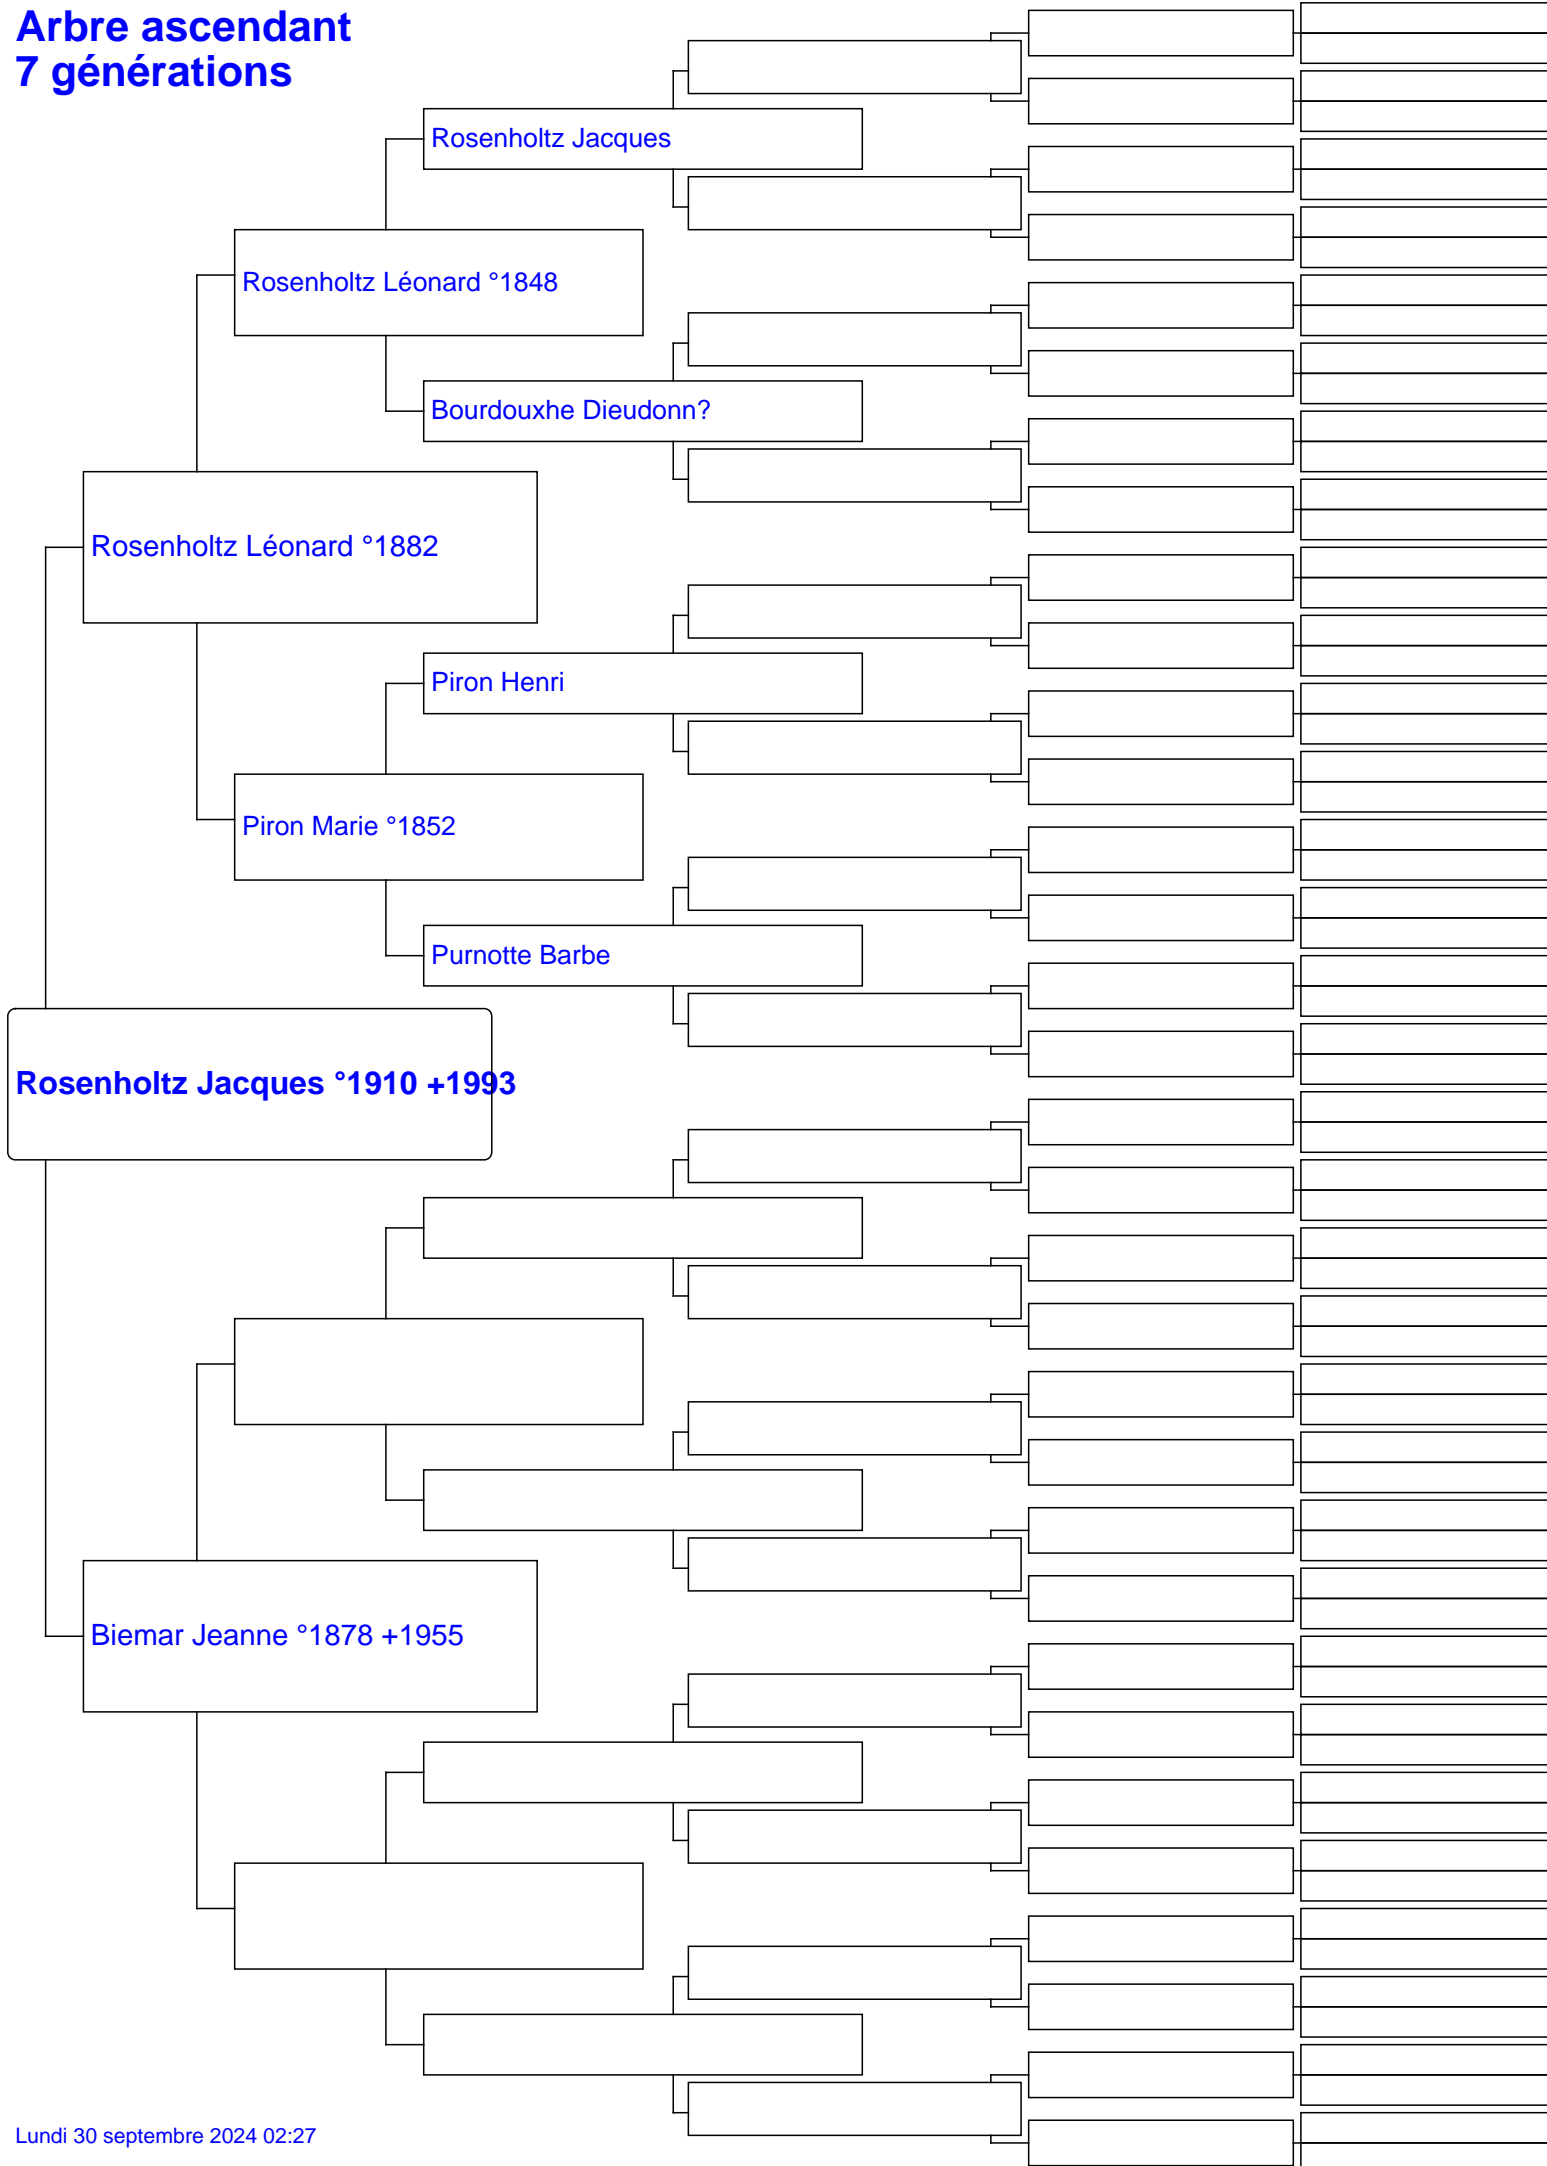 Arbre ascendant
7 générations
Rosenholtz Jacques
Rosenholtz Léonard °1848
Bourdouxhe Dieudonn?
Rosenholtz Léonard °1882
Piron Henri
Piron Marie °1852
Purnotte Barbe
Rosenholtz Jacques °1910 +1993
Biemar Jeanne °1878 +1955
Lundi 30 septembre 2024 02:27